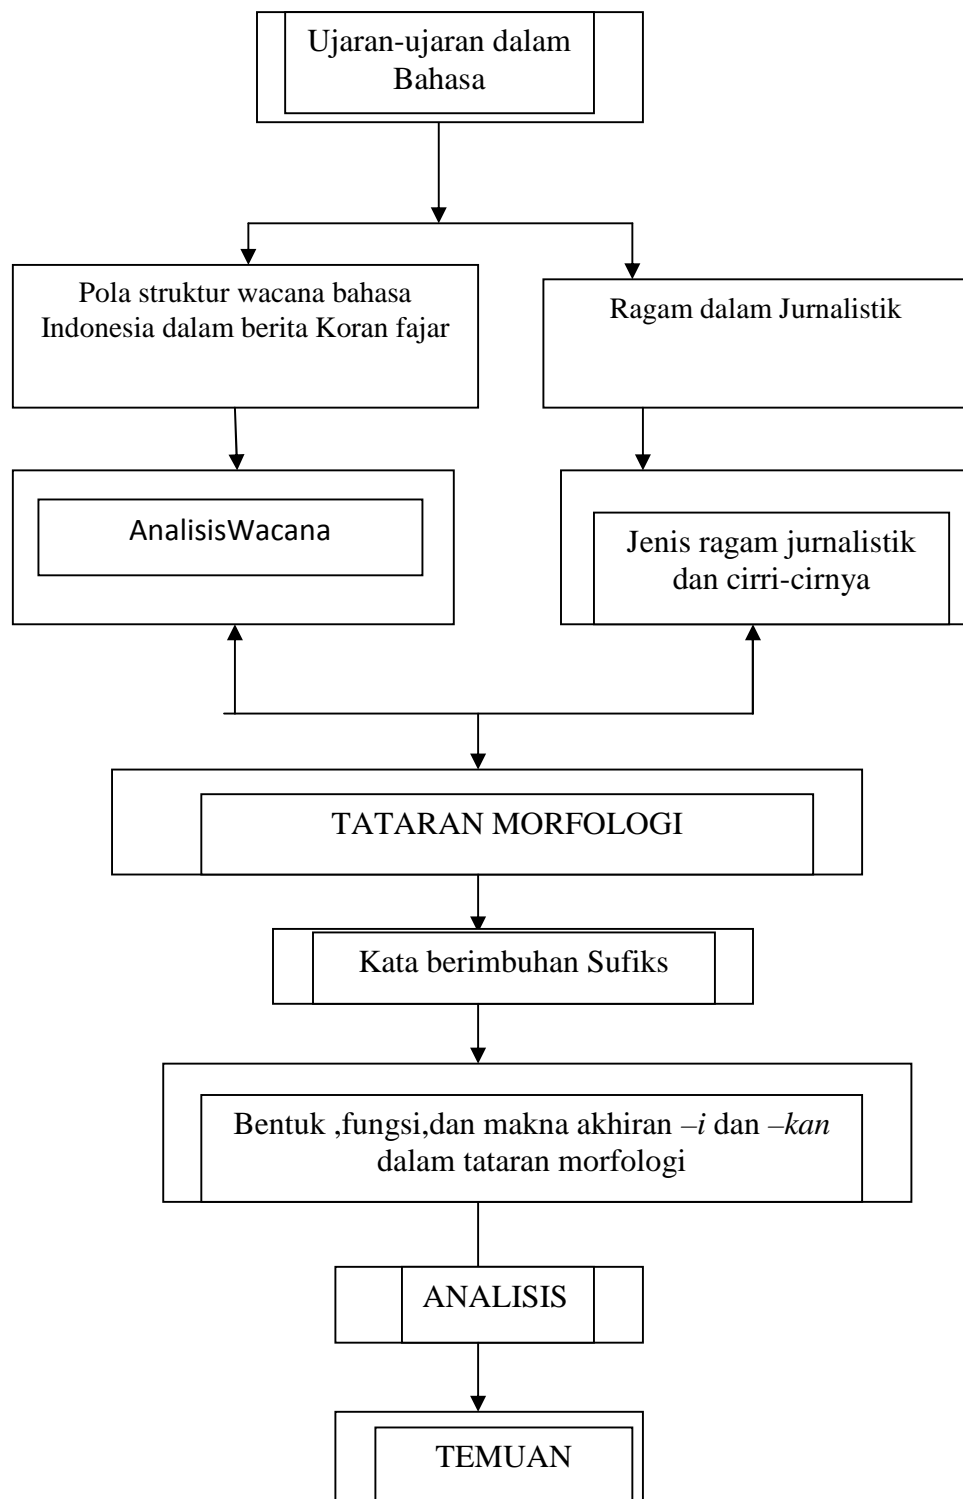 Ujaran-ujaran dalam
Bahasa
Pola struktur wacana bahasa
Indonesia dalam berita Koran fajar
Ragam dalam Jurnalistik
AnalisisWacana
Jenis ragam jurnalistik
dan cirri-cirnya
TATARAN MORFOLOGI
Kata berimbuhan Sufiks
Bentuk ,fungsi,dan makna akhiran –i dan –kan
dalam tataran morfologi
ANALISIS
TEMUAN